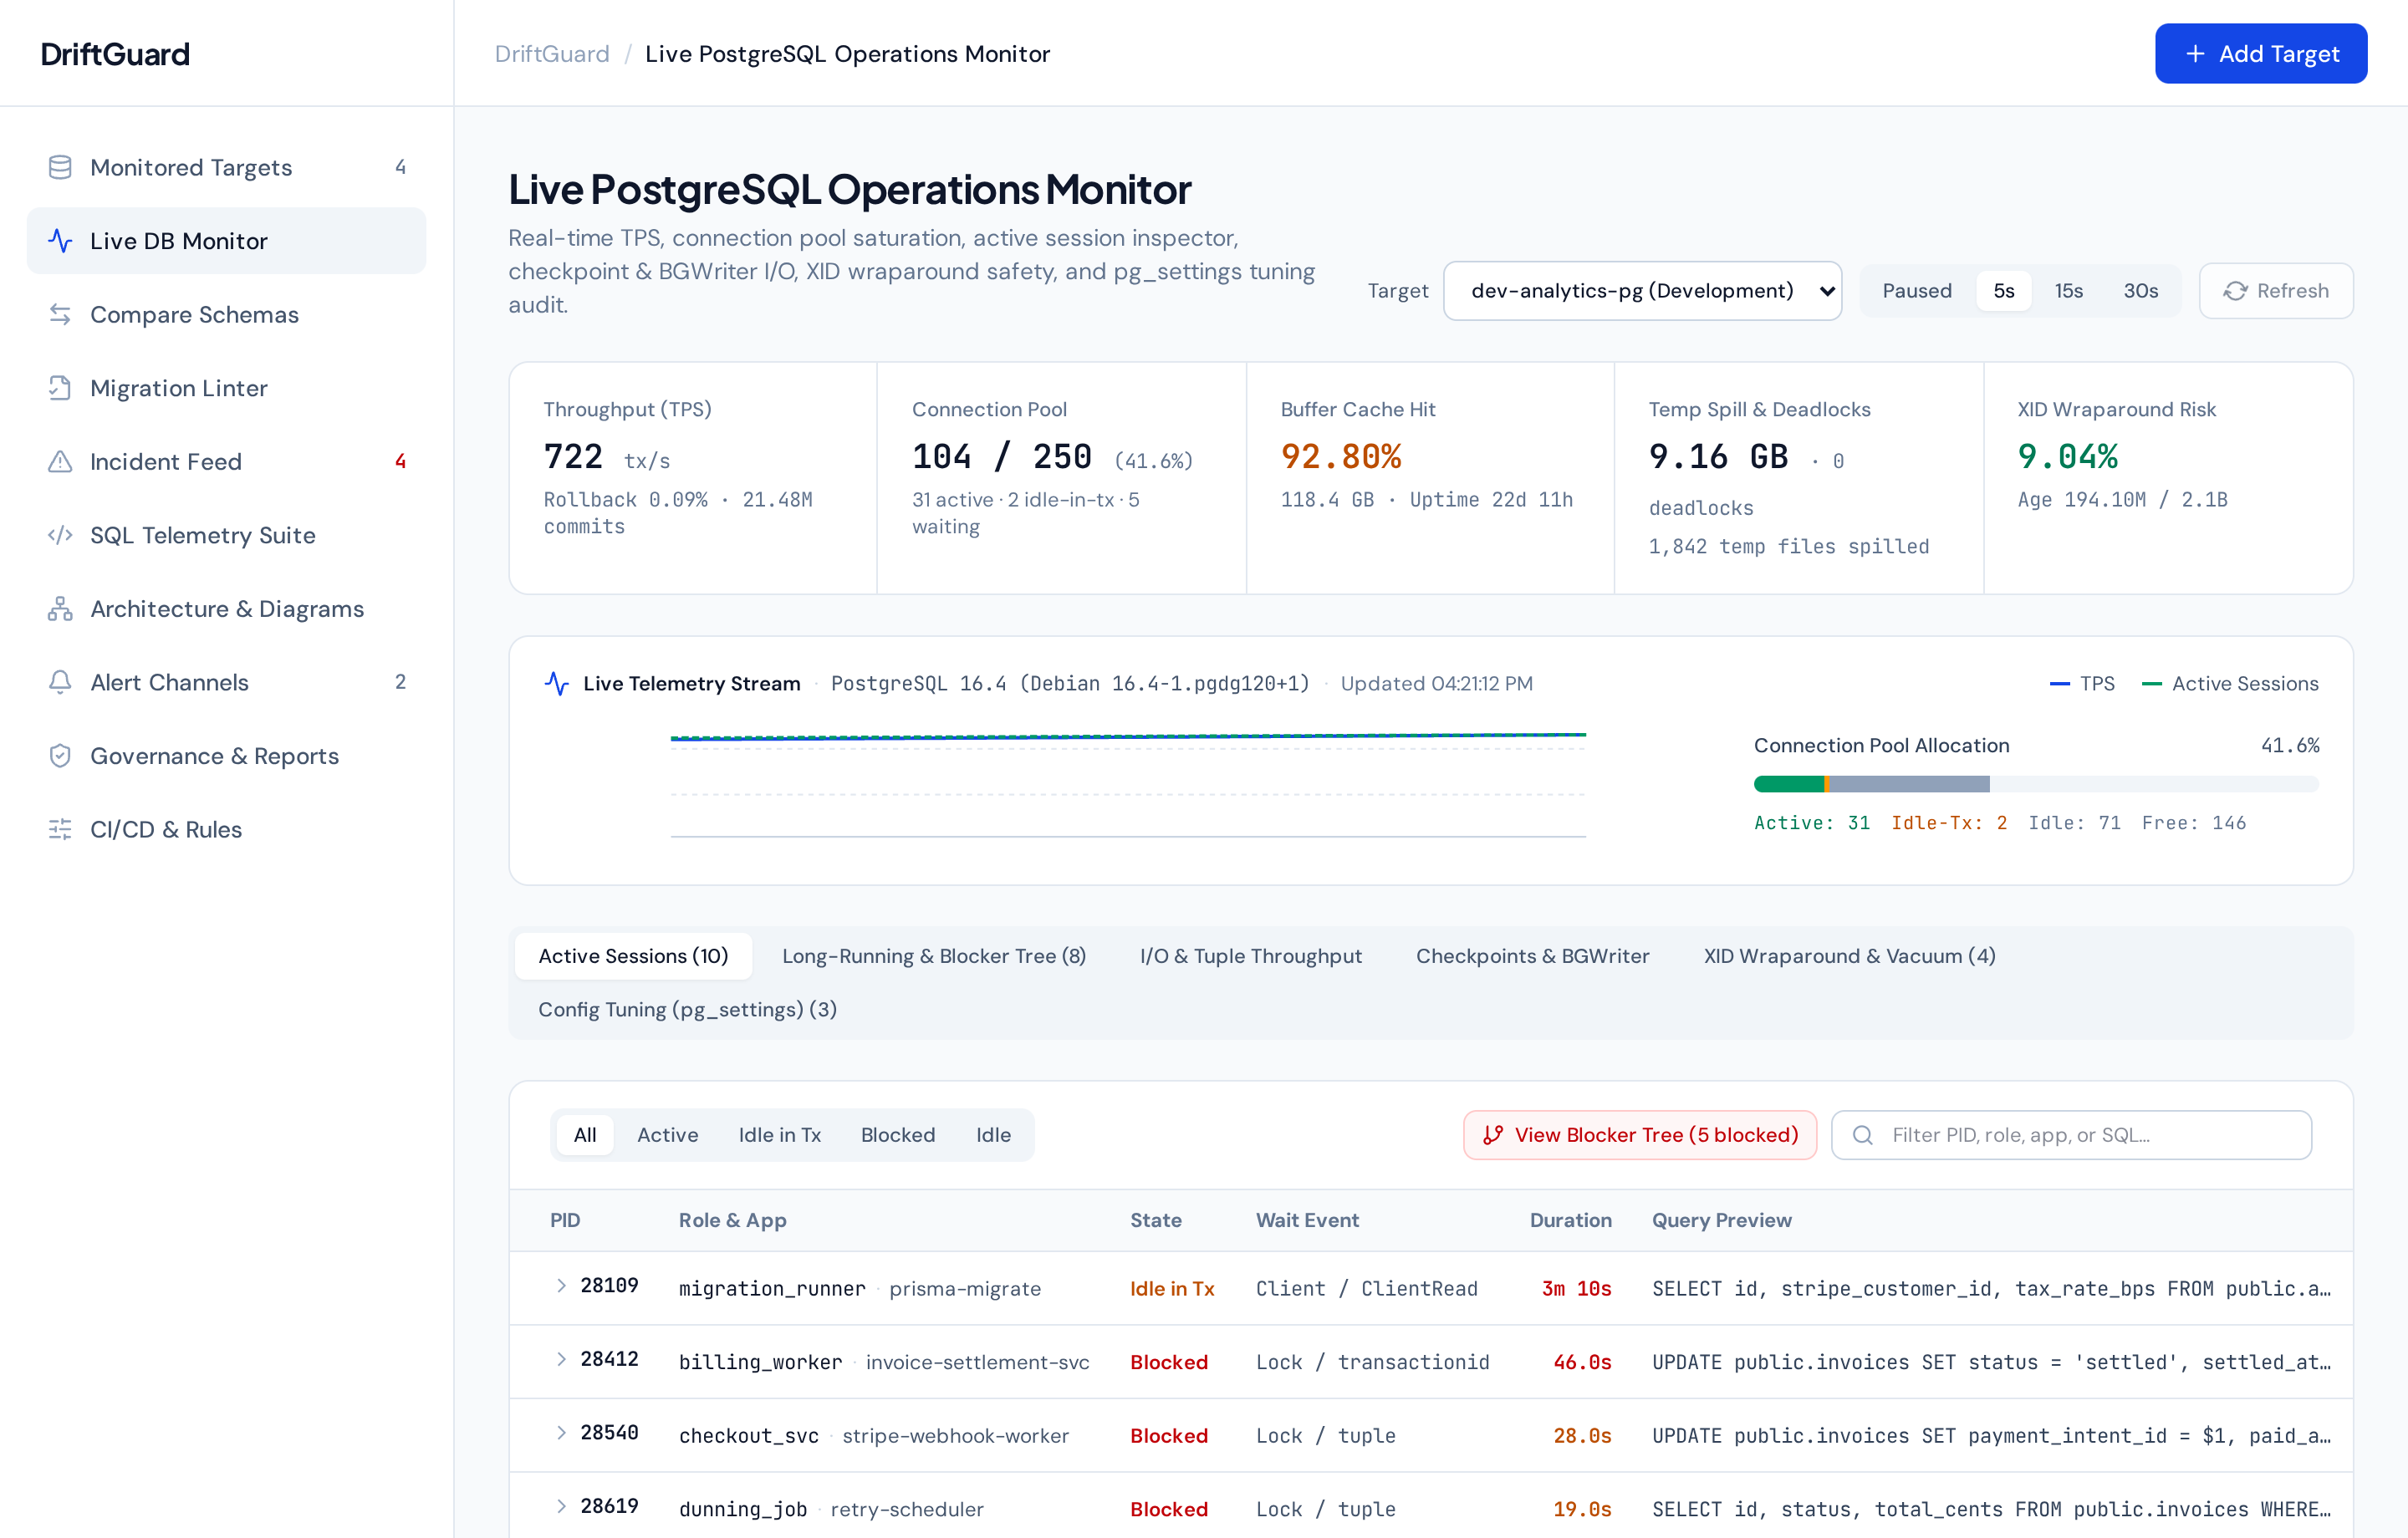 DriftGuard
DriftGuard / Live PostgreSQL Operations Monitor
+ Add Target
Monitored Targets 4
Live DB Monitor
Compare Schemas
Migration Linter
Incident Feed 4
SQL Telemetry Suite
Architecture & Diagrams
Alert Channels 2
Governance & Reports
CI/CD & Rules
Live PostgreSQL Operations Monitor
Real-time TPS, connection pool saturation, active session inspector,
checkpoint & BGWriter I/O, XID wraparound safety, and pg_settings tuning
audit.
Target dev-analytics-pg (Development) Paused 5s 15s 30s Refresh
Throughput (TPS)
722 tx/s
Rollback 0.09% · 21.48M
commits
Connection Pool
104 / 250 (41.6%)
31 active · 2 idle-in-tx · 5
waiting
Buffer Cache Hit
92.80%
118.4 GB · Uptime 22d 11h
Temp Spill & Deadlocks
9.16 GB · 0
deadlocks
1,842 temp files spilled
XID Wraparound Risk
9.04%
Age 194.10M / 2.1B
Live Telemetry Stream · PostgreSQL 16.4 (Debian 16.4-1.pgdg120+1) · Updated 04:21:12 PM
TPS Active Sessions
Connection Pool Allocation 41.6%
Active: 31 Idle-Tx: 2 Idle: 71 Free: 146
Active Sessions (10) Long-Running & Blocker Tree (8) I/O & Tuple Throughput Checkpoints & BGWriter XID Wraparound & Vacuum (4)
Config Tuning (pg_settings) (3)
All Active Idle in Tx Blocked Idle
View Blocker Tree (5 blocked) Filter PID, role, app, or SQL...
PID Role & App State Wait Event Duration Query Preview
28109 migration_runner · prisma-migrate Idle in Tx Client / ClientRead 3m 10s SELECT id, stripe_customer_id, tax_rate_bps FROM public.a…
28412 billing_worker · invoice-settlement-svc Blocked Lock / transactionid 46.0s UPDATE public.invoices SET status = 'settled', settled_at…
28540 checkout_svc · stripe-webhook-worker Blocked Lock / tuple 28.0s UPDATE public.invoices SET payment_intent_id = $1, paid_a…
28619 dunning_job · retry-scheduler Blocked Lock / tuple 19.0s SELECT id, status, total_cents FROM public.invoices WHERE…